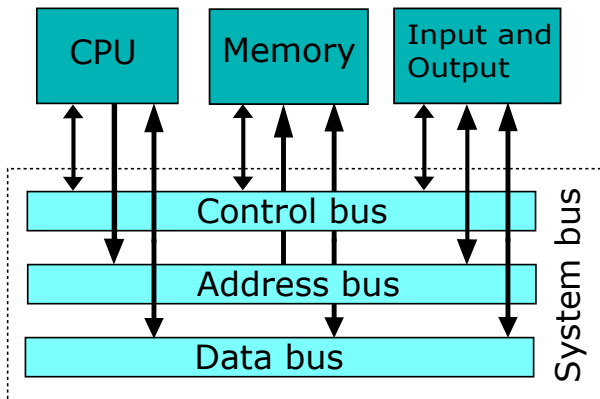 CPU
Memory
Input and
Output
Control bus
Address bus
Data bus
System bus